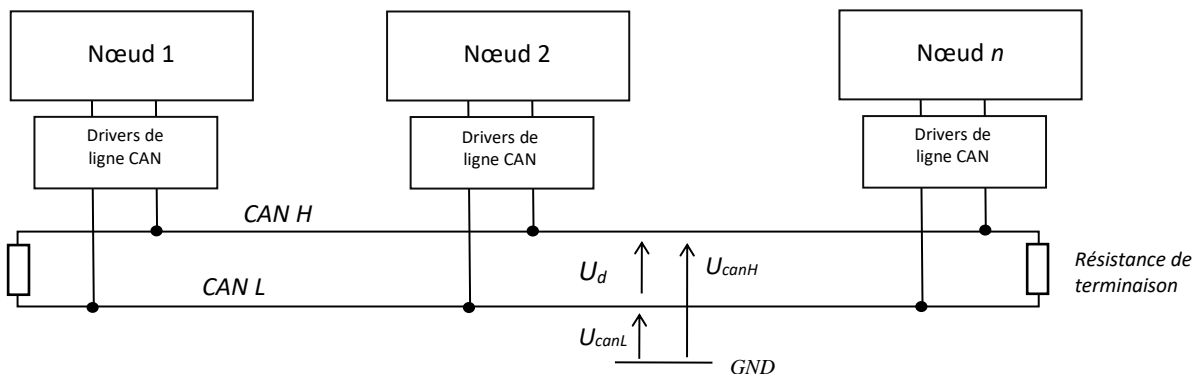 Nœud 1
Nœud 2
Nœud n
Drivers de
ligne CAN
Drivers de
ligne CAN
Drivers de
ligne CAN
CAN H
CAN L
Ud
UcanH
UcanL
GND
Résistance de
terminaison